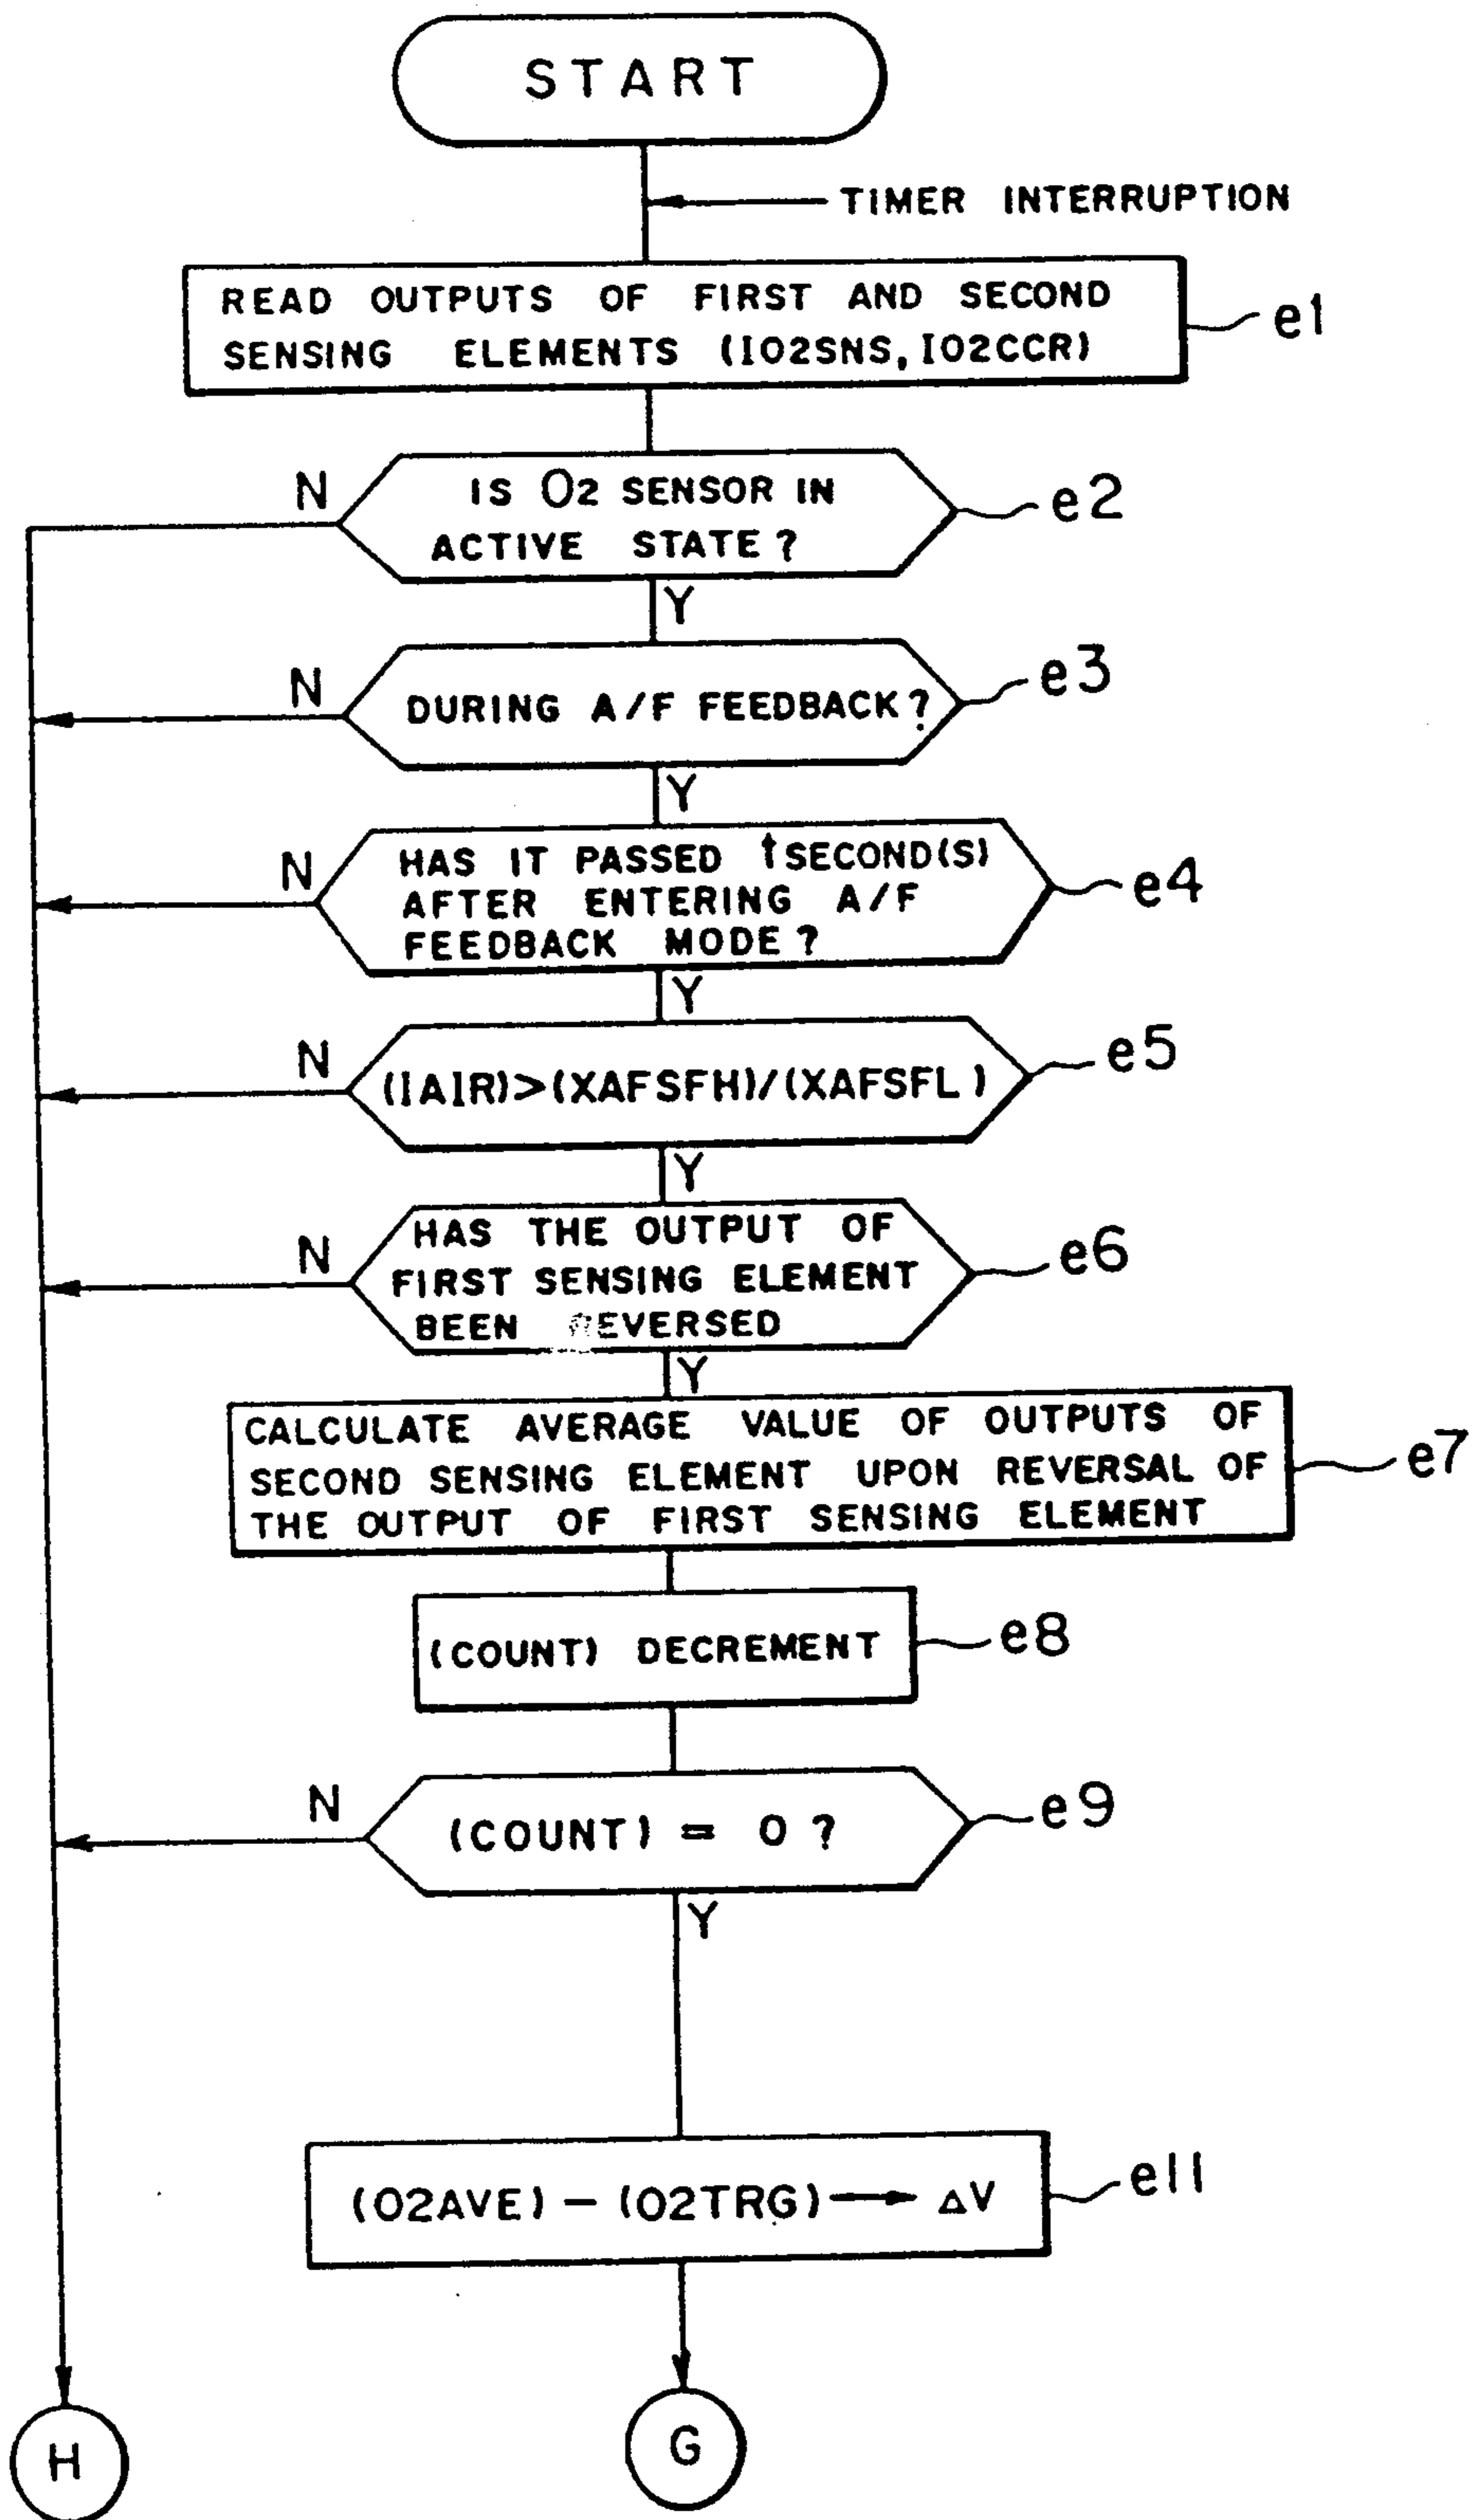 START
TIMER INTERRUPTION
READ OUTPUTS OF FIRST AND SECOND
SENSING ELEMENTS (IO2SNS, IO2CCR)
e1
N
IS O2 SENSOR IN
ACTIVE STATE?
e2
Y
N
DURING A/F FEEDBACK?
e3
Y
N
HAS IT PASSED t SECOND(S)
AFTER ENTERING A/F
FEEDBACK MODE?
e4
Y
N
(IAIR)>(XAFSFH)/(XAFSFL)
e5
Y
N
HAS THE OUTPUT OF
FIRST SENSING ELEMENT
BEEN REVERSED
e6
Y
CALCULATE AVERAGE VALUE OF OUTPUTS OF
SECOND SENSING ELEMENT UPON REVERSAL OF
THE OUTPUT OF FIRST SENSING ELEMENT
e7
(COUNT) DECREMENT
e8
N
(COUNT) = 0 ?
e9
Y
(O2AVE) − (O2TRG) → ΔV
e11
H
G